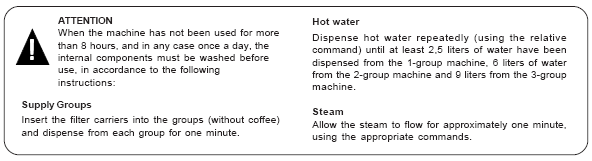 ATTENTION
When the machine has not been used for more
than 8 hours, and in any case once a day, the
internal components must be washed before
use, in accordance to the following
instructions:
Supply Groups
Insert the filter carriers into the groups (without coffee)
and dispense from each group for one minute.
Hot water
Dispense hot water repeatedly (using the relative
command) until at least 2,5 liters of water have been
dispensed from the 1-group machine, 6 liters of water
from the 2-group machine and 9 liters from the 3-group
machine.
Steam
Allow the steam to flow for approximately one minute,
using the appropriate commands.